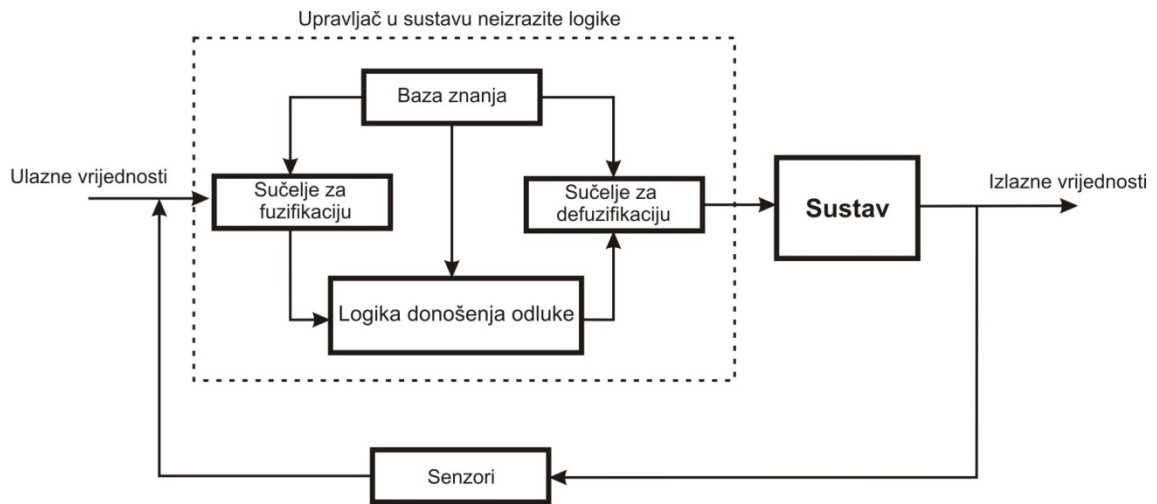 Upravljač u sustavu neizrazite logike
Baza znanja
Ulazne vrijednosti
Sučelje za
fuzifikaciju
Sučelje za
defuzifikaciju
Sustav
Izlazne vrijednosti
Logika donošenja odluke
Senzori